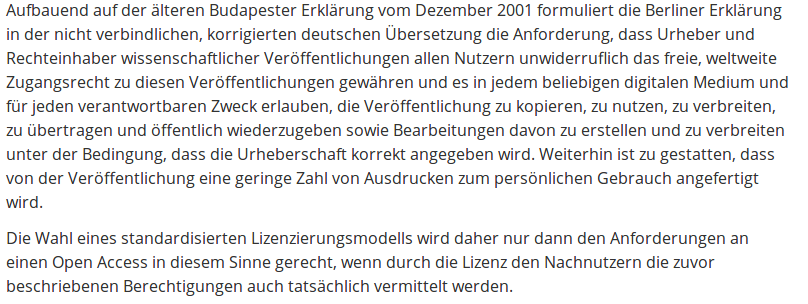 Aufbauend auf der älteren Budapester Erklärung vom Dezember 2001 formuliert die Berliner Erklärung
in der nicht verbindlichen, korrigierten deutschen Übersetzung die Anforderung, dass Urheber und
Rechteinhaber wissenschaftlicher Veröffentlichungen allen Nutzern unwiderruflich das freie, weltweite
Zugangsrecht zu diesen Veröffentlichungen gewähren und es in jedem beliebigen digitalen Medium und
für jeden verantwortbaren Zweck erlauben, die Veröffentlichung zu kopieren, zu nutzen, zu verbreiten,
zu übertragen und öffentlich wiederzugeben sowie Bearbeitungen davon zu erstellen und zu verbreiten
unter der Bedingung, dass die Urheberschaft korrekt angegeben wird. Weiterhin ist zu gestatten, dass
von der Veröffentlichung eine geringe Zahl von Ausdrucken zum persönlichen Gebrauch angefertigt
wird.
Die Wahl eines standardisierten Lizenzierungsmodells wird daher nur dann den Anforderungen an
einen Open Access in diesem Sinne gerecht, wenn durch die Lizenz den Nachnutzern die zuvor
beschriebenen Berechtigungen auch tatsächlich vermittelt werden.